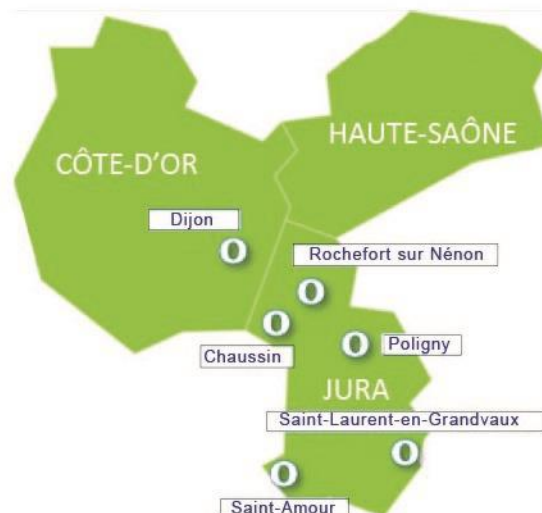 HAUTE-SAÔNE
CÔTE-D'OR
Dijon
Rochefort sur Nénon
Chaussin
Poligny
JURA
Saint-Laurent-en-Grandvaux
Saint-Amour